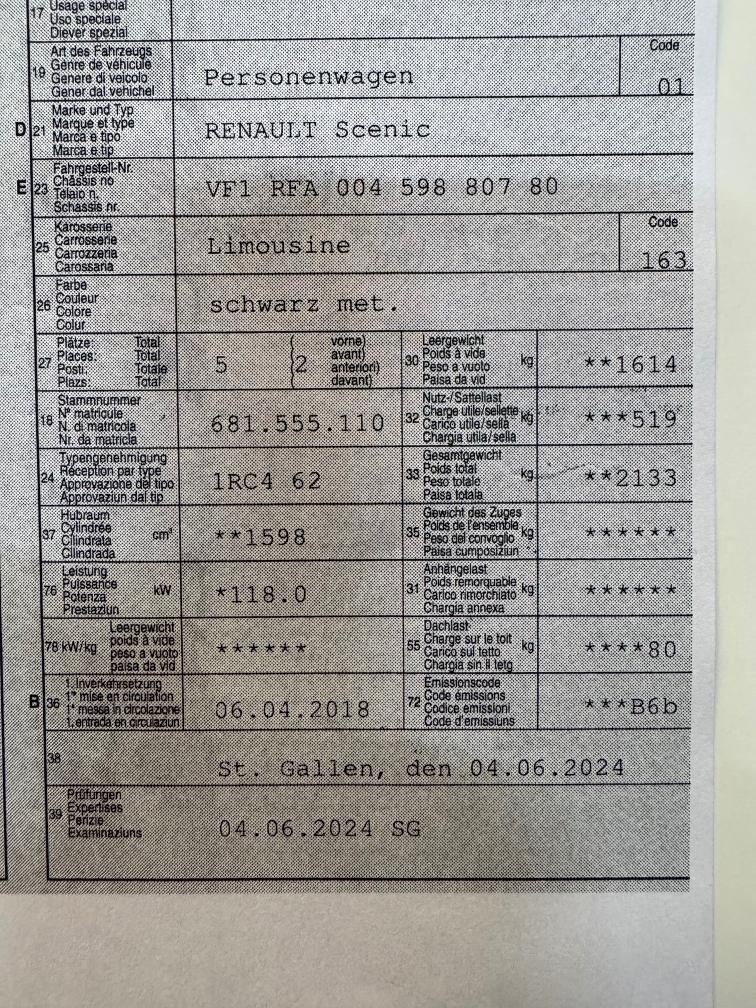 17 Usage spécial
Uso speciale
Diever spezial
19 Art des Fahrzeugs
Genre de véhicule
Genere di veicolo
Gener dal vehichel
Personenwagen
Code
01
D 21 Marke und Typ
Marque et type
Marca e tipo
Marca e tip
RENAULT Scenic
E 23 Fahrgestell-Nr.
Châssis no
Telaio n.
Schassis nr.
VF1 RFA 004 598 807 80
25 Karosserie
Carrosserie
Carrozzeria
Carossaria
Limousine
Code
163
26 Farbe
Couleur
Colore
Colur
schwarz met.
27 Plätze: Total
Places: Total
Posti: Totale
Plazs: Total
5 (2 vorne)
avant)
anteriori)
davant)
30 Leergewicht
Poids à vide
Peso a vuoto
Paisa da vid
kg
**1614
18 Stammnummer
N° matricule
N. di matricola
Nr. da matricla
681.555.110
32 Nutz-/Sattellast
Charge utile/sellette
Carico utile/sella
Chargia utila/sella
kg
***519
24 Typengenehmigung
Réception par type
Approvazione del tipo
Approvaziun dal tip
1RC4 62
33 Gesamtgewicht
Poids total
Peso totale
Paisa totala
kg
**2133
37 Hubraum
Cylindrée
Cilindrata
Cilindrada
cm³
**1598
35 Gewicht des Zuges
Poids de l'ensemble
Peso del convoglio
Paisa cumposiziun
kg
******
76 Leistung
Puissance
Potenza
Prestaziun
kW
*118.0
31 Anhängelast
Poids remorquable
Carico rimorchiato
Chargia annexa
kg
******
78 kW/kg Leergewicht
poids à vide
peso a vuoto
paisa da vid
******
55 Dachlast
Charge sur le toit
Carico sul tetto
Chargia sin il tetg
kg
****80
B 36 1. Inverkehrsetzung
1re mise en circulation
1a messa in circolazione
1. entrada en circulaziun
06.04.2018
72 Emissionscode
Code émissions
Codice emissioni
Code d'emissiuns
***B6b
38
St. Gallen, den 04.06.2024
39 Prüfungen
Expertises
Perizie
Examinaziuns
04.06.2024 SG